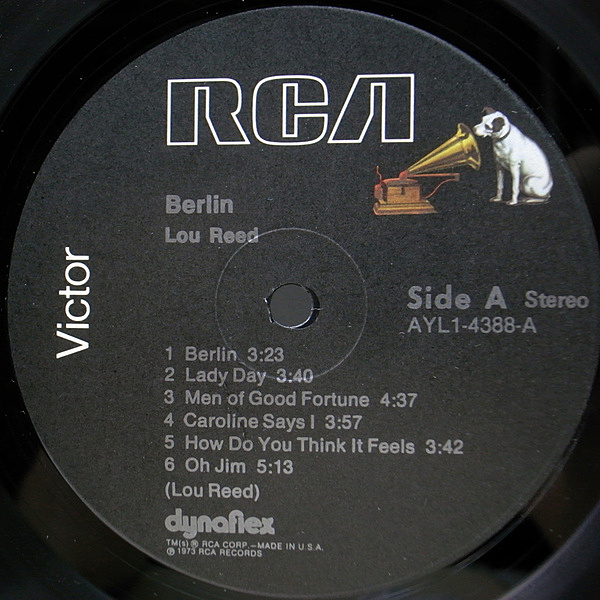 RCA
Berlin
Lou Reed
Victor
Side A Stereo
AYL1-4388-A
1 Berlin 3:23
2 Lady Day 3:40
3 Men of Good Fortune 4:37
4 Caroline Says I 3:57
5 How Do You Think It Feels 3:42
6 Oh Jim 5:13
(Lou Reed)
dynaflex
TM(s) ® RCA CORP.—MADE IN U.S.A.
℗ 1973 RCA RECORDS